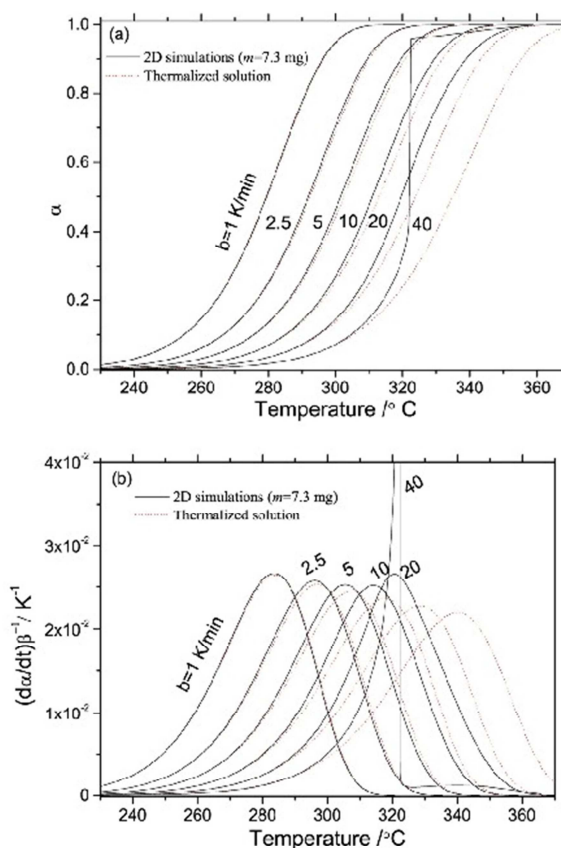 (a)
2D simulations (m=7.3 mg)
Thermalized solution
b=1 K/min
2.5
5
10
20
40
α
1.0
0.8
0.6
0.4
0.2
0.0
240 260 280 300 320 340 360
Temperature /° C
(b)
2D simulations (m=7.3 mg)
Thermalized solution
40
2.5
5
10
20
b=1 K/min
(dα/dt)β⁻¹/ K⁻¹
4x10⁻²
3x10⁻²
2x10⁻²
1x10⁻²
0
240 260 280 300 320 340 360
Temperature /°C